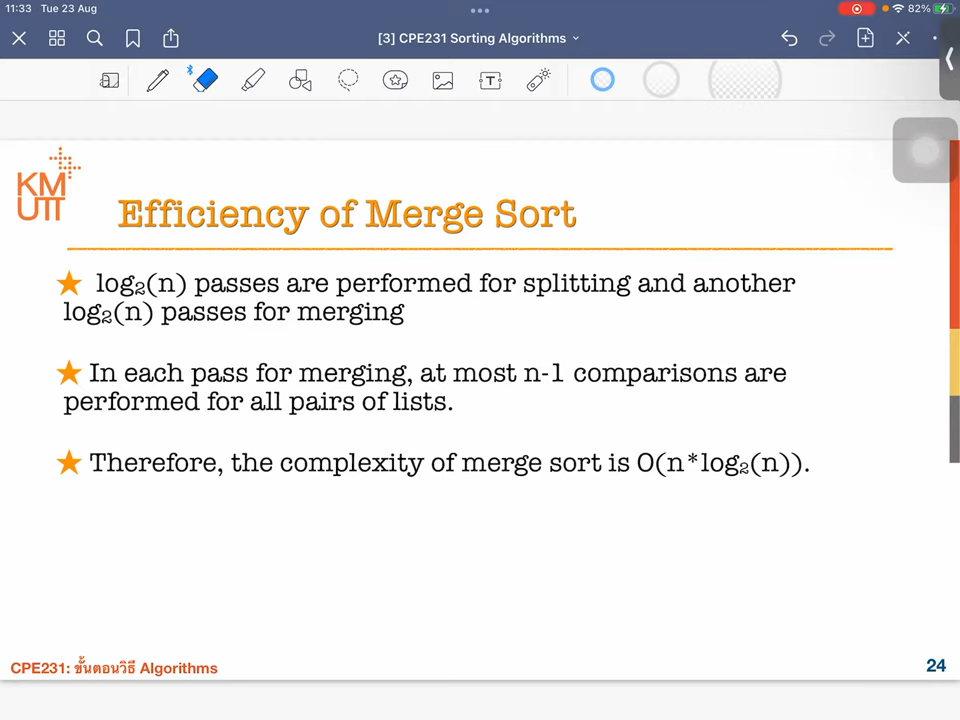 11:33 Tue 23 Aug
82%
[3] CPE231 Sorting Algorithms
T
KM
UTT
Efficiency of Merge Sort
★ log₂(n) passes are performed for splitting and another
log₂(n) passes for merging
★ In each pass for merging, at most n-1 comparisons are
performed for all pairs of lists.
★ Therefore, the complexity of merge sort is O(n*log₂(n)).
CPE231: ขั้นตอนวิธี Algorithms
24